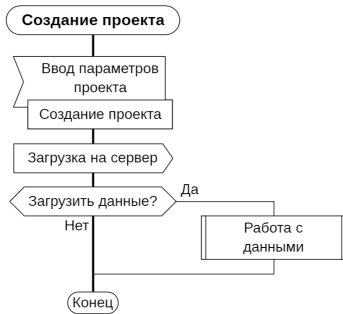 Создание проекта
Ввод параметров
проекта
Создание проекта
Загрузка на сервер
Загрузить данные?
Да
Нет
Работа с
данными
Конец